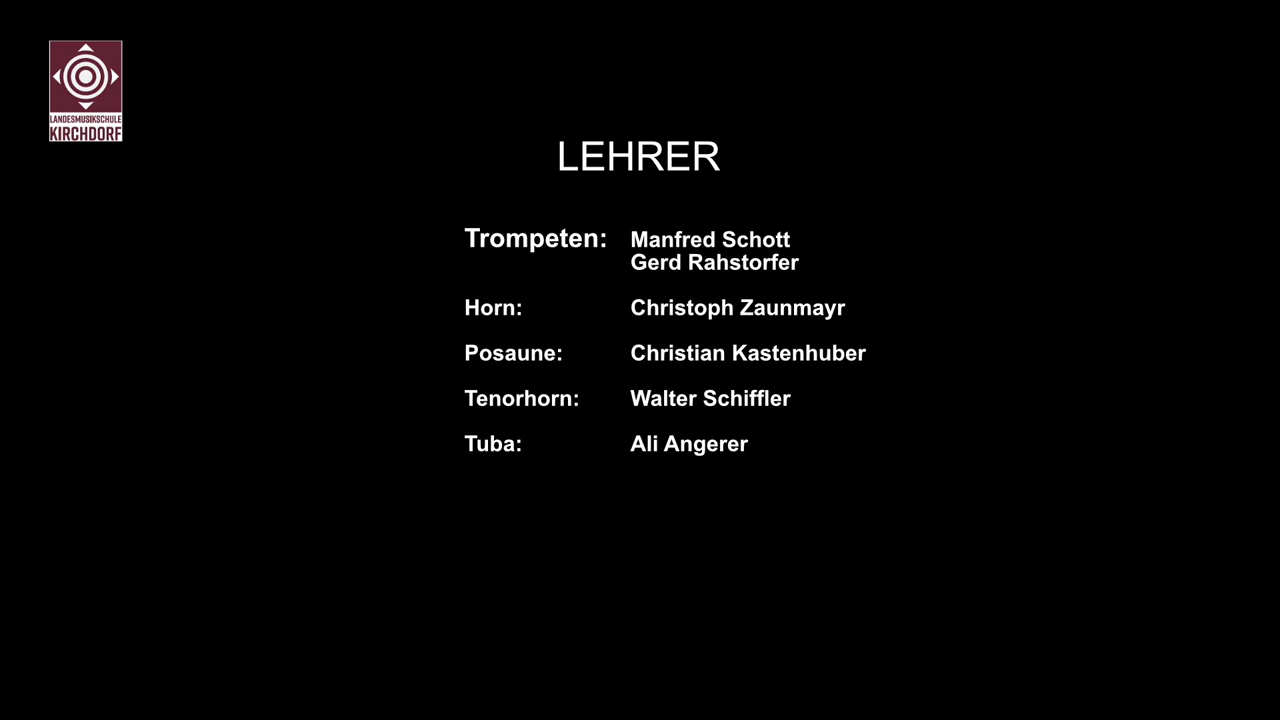 LANDESMUSIKSCHULE
KIRCHDORF
LEHRER
Trompeten: Manfred Schott
Gerd Rahstorfer
Horn: Christoph Zaunmayr
Posaune: Christian Kastenhuber
Tenorhorn: Walter Schiffler
Tuba: Ali Angerer